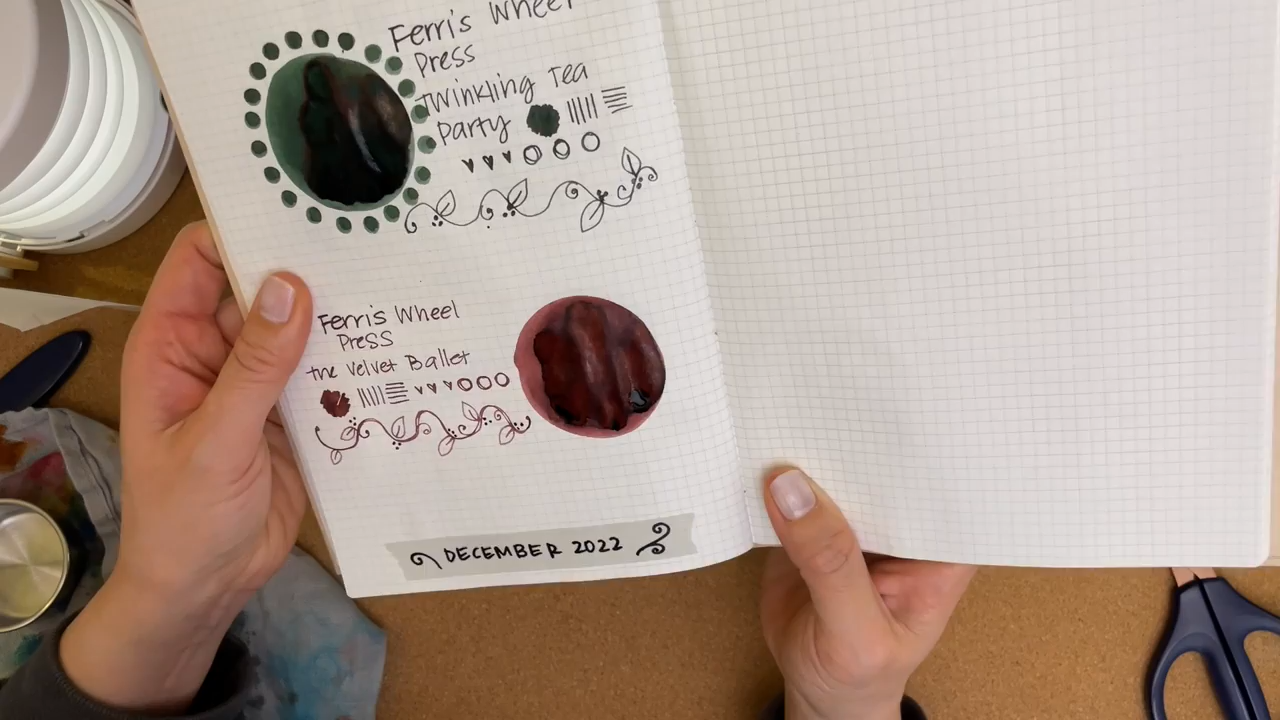 Ferris Wheel
Press
Twinkling Tea
Party
Ferris Wheel
Press
the Velvet Ballet
DECEMBER 2022